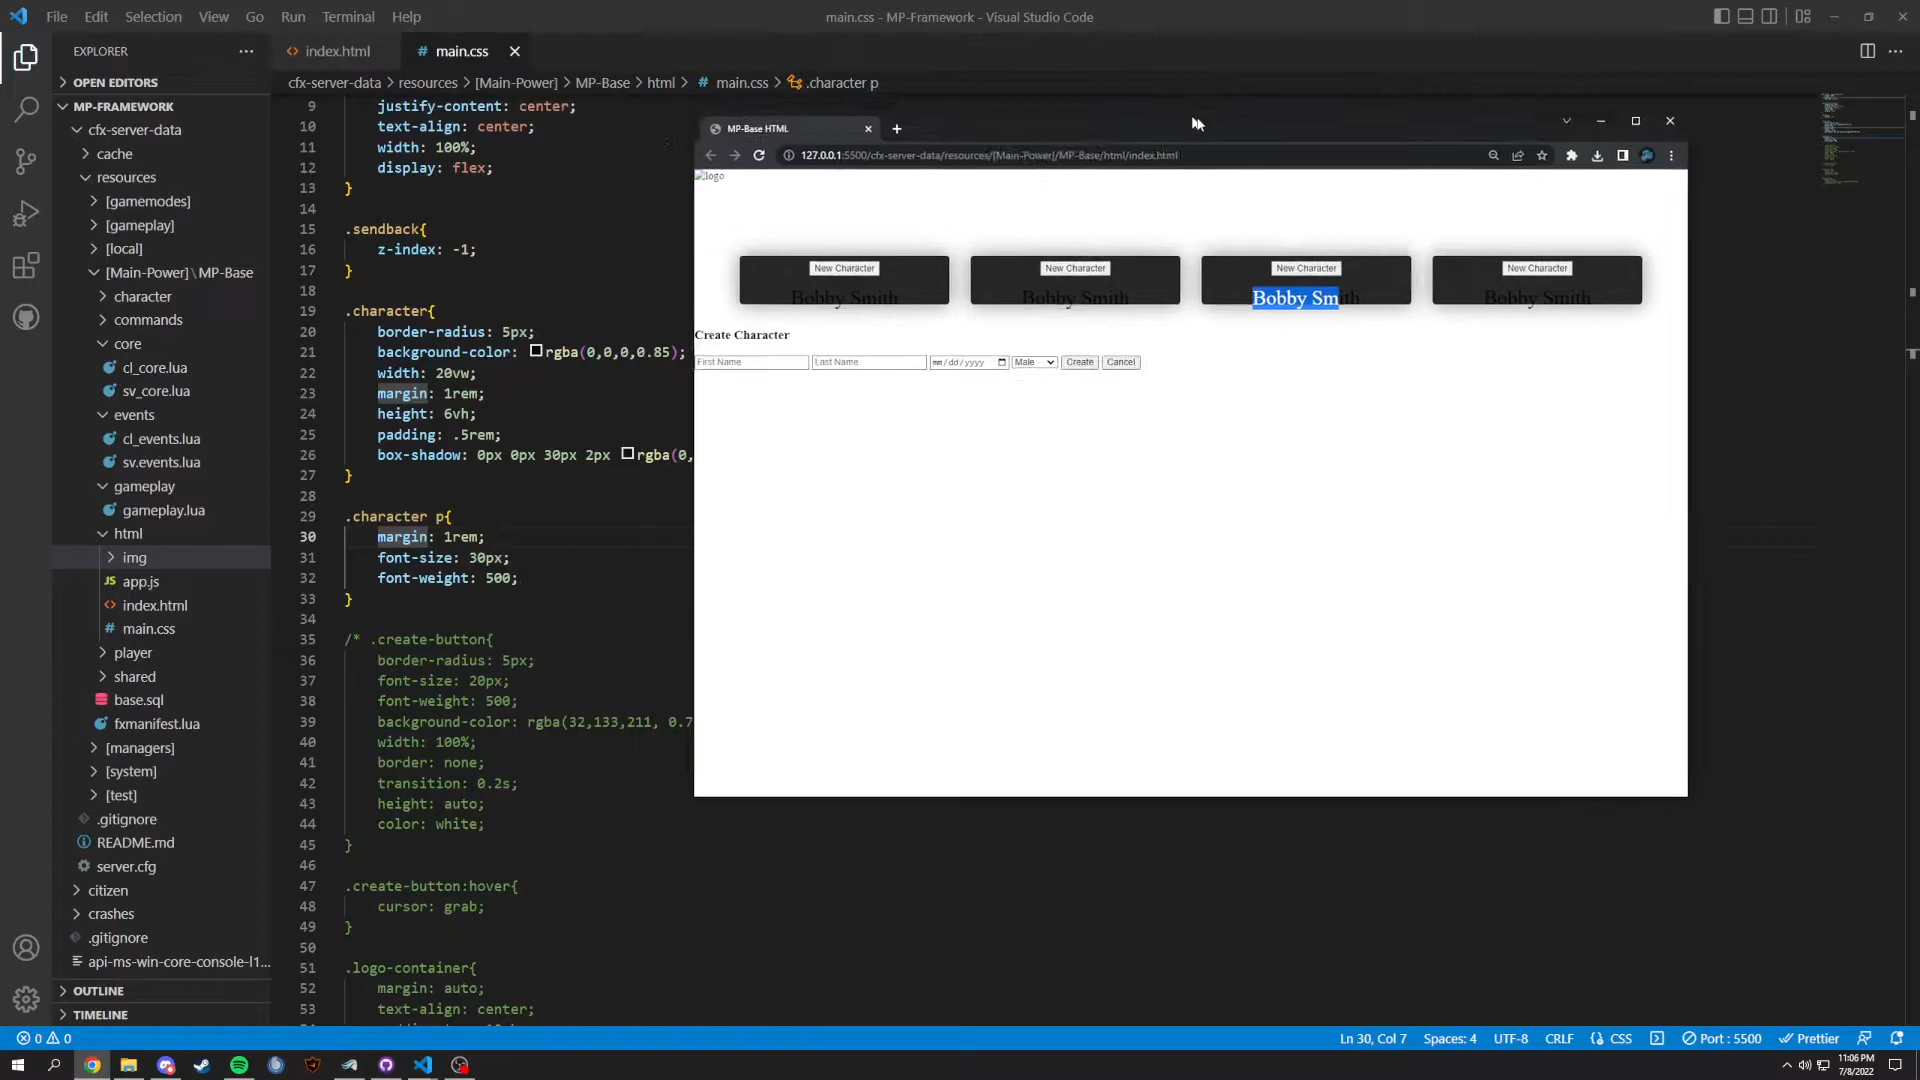 File Edit Selection View Go Run Terminal Help
main.css - MP-Framework - Visual Studio Code
EXPLORER
index.html
# main.css
OPEN EDITORS
cfx-server-data > resources > [Main-Power] > MP-Base > html > # main.css > .character p
MP-FRAMEWORK
cfx-server-data
cache
resources
[gamemodes]
[gameplay]
[local]
[Main-Power] \ MP-Base
character
commands
core
cl_core.lua
sv_core.lua
events
cl_events.lua
sv.events.lua
gameplay
gameplay.lua
html
img
JS app.js
index.html
# main.css
player
shared
base.sql
fxmanifest.lua
[managers]
[system]
[test]
.gitignore
README.md
server.cfg
citizen
crashes
.gitignore
api-ms-win-core-console-l1...
OUTLINE
TIMELINE
9 justify-content: center;
10 text-align: center;
11 width: 100%;
12 display: flex;
13 }
14
15 .sendback{
16 z-index: -1;
17 }
18
19 .character{
20 border-radius: 5px;
21 background-color: rgba(0,0,0,0.85);
22 width: 20vw;
23 margin: 1rem;
24 height: 6vh;
25 padding: .5rem;
26 box-shadow: 0px 0px 30px 2px rgba(0,
27 }
28
29 .character p{
30 margin: 1rem;
31 font-size: 30px;
32 font-weight: 500;
33 }
34
35 /* .create-button{
36 border-radius: 5px;
37 font-size: 20px;
38 font-weight: 500;
39 background-color: rgba(32,133,211, 0.7
40 width: 100%;
41 border: none;
42 transition: 0.2s;
43 height: auto;
44 color: white;
45 }
46
47 .create-button:hover{
48 cursor: grab;
49 }
50
51 .logo-container{
52 margin: auto;
53 text-align: center;
MP-Base HTML
127.0.0.1:5500/cfx-server-data/resources/[Main-Power]/MP-Base/html/index.html
logo
New Character New Character New Character New Character
Bobby Smith Bobby Smith Bobby Smith Bobby Smith
Create Character
First Name Last Name mm/dd/yyyy Male Create Cancel
0 0
Ln 30, Col 7 Spaces: 4 UTF-8 CRLF {} CSS Port : 5500 Prettier
11:06 PM
7/8/2022